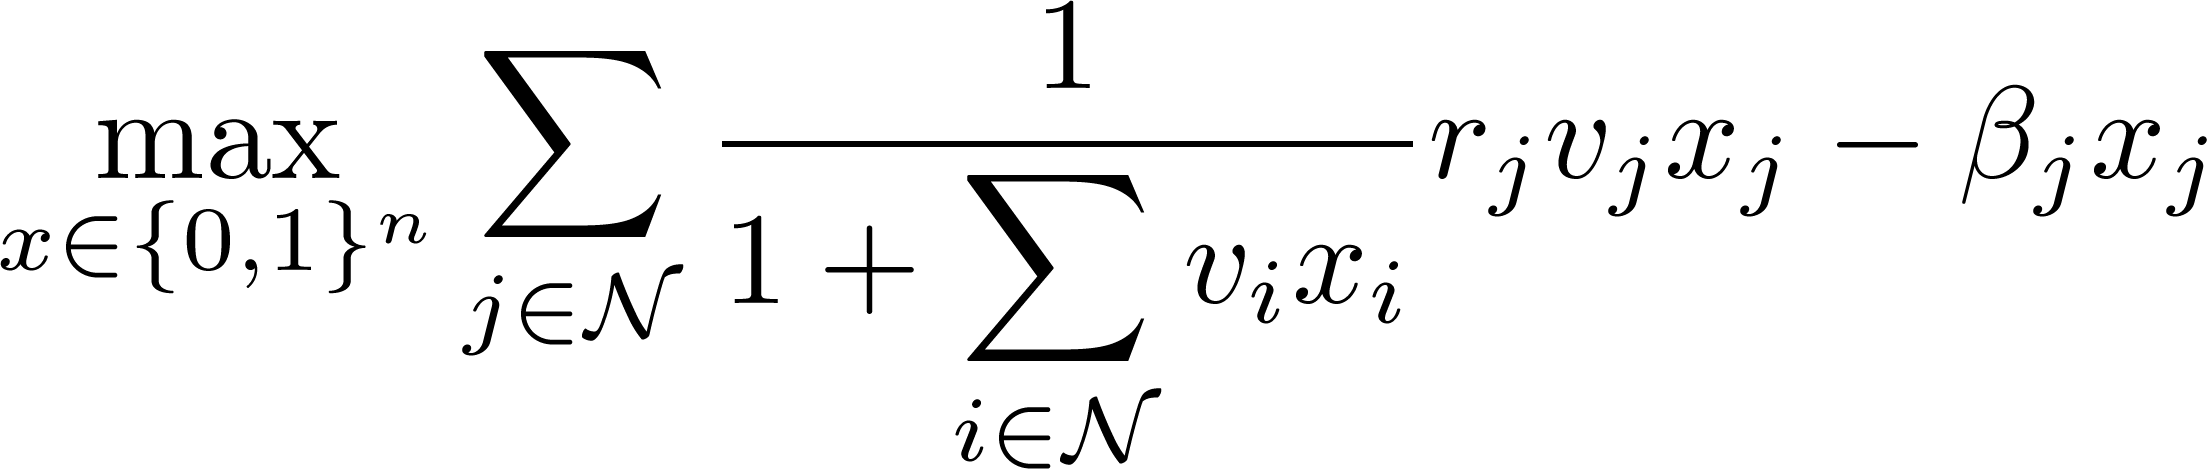 \max_{x \in \{0,1\}^n} \sum_{j \in \mathcal{N}} \frac{1}{1 + \sum_{i \in \mathcal{N}} v_i x_i} r_j v_j x_j - \beta_j x_j